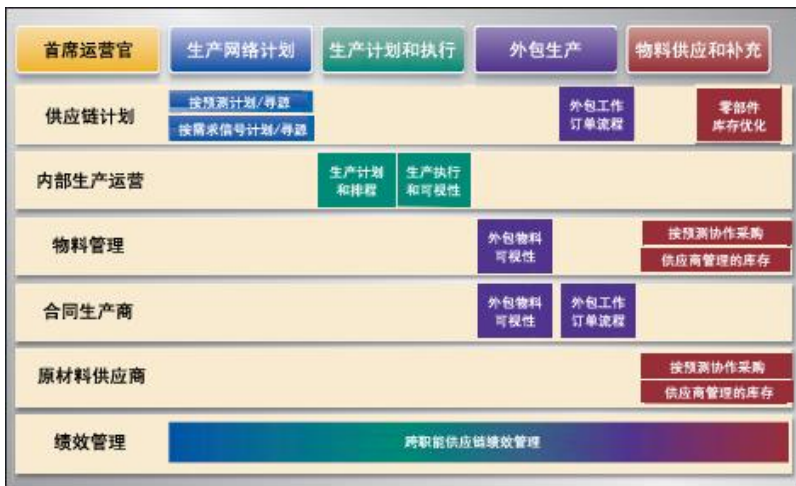 首席运营官
生产网络计划
生产计划和执行
外包生产
物料供应和补充
供应链计划
按预测计划/寻源
按需求信号计划/寻源
外包工作
订单流程
零部件
库存优化
内部生产运营
生产计划
和排程
生产执行
和可视性
物料管理
外包物料
可视性
按预测协作采购
供应商管理的库存
合同生产商
外包物料
可视性
外包工作
订单流程
原材料供应商
按预测协作采购
供应商管理的库存
绩效管理
跨职能供应链绩效管理